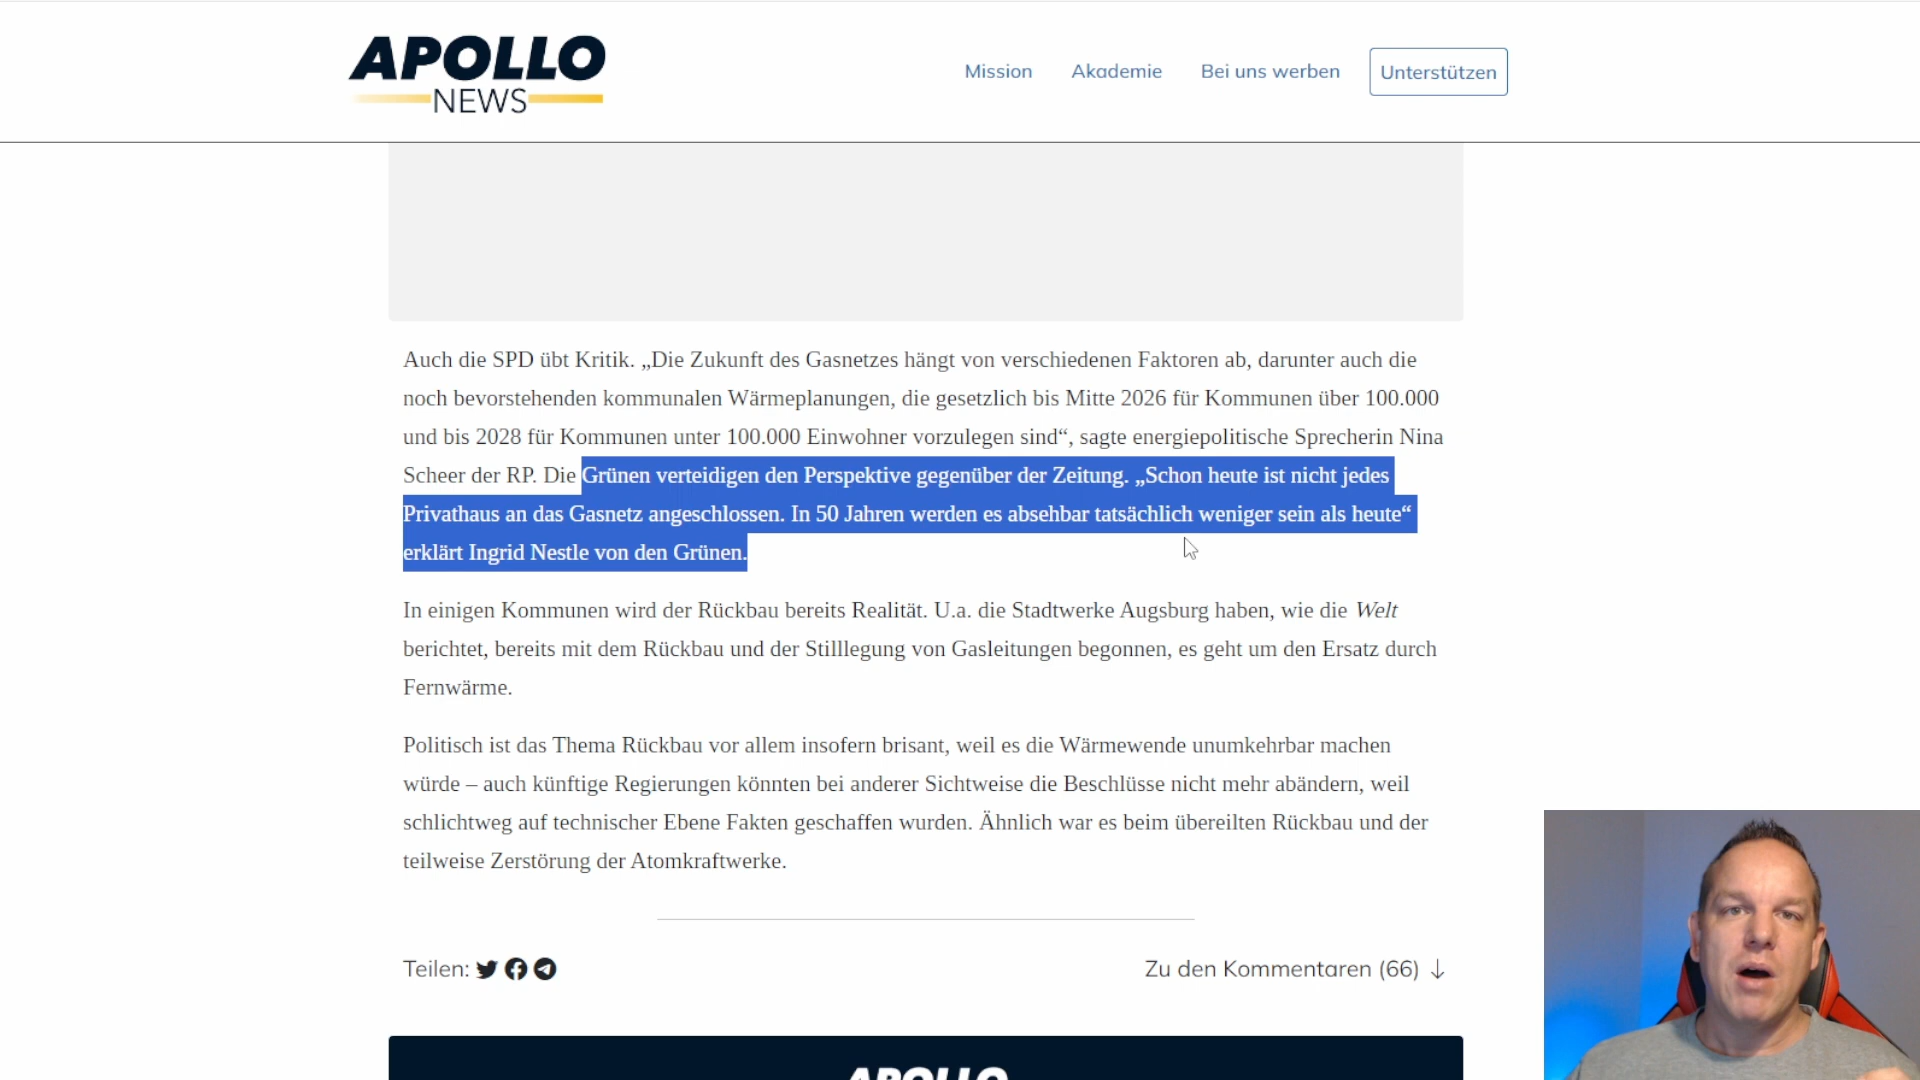 APOLLO
NEWS
Mission
Akademie
Bei uns werben
Unterstützen
Auch die SPD übt Kritik. „Die Zukunft des Gasnetzes hängt von verschiedenen Faktoren ab, darunter auch die
noch bevorstehenden kommunalen Wärmeplanungen, die gesetzlich bis Mitte 2026 für Kommunen über 100.000
und bis 2028 für Kommunen unter 100.000 Einwohner vorzulegen sind“, sagte energiepolitische Sprecherin Nina
Scheer der RP. Die Grünen verteidigen den Perspektive gegenüber der Zeitung. „Schon heute ist nicht jedes
Privathaus an das Gasnetz angeschlossen. In 50 Jahren werden es absehbar tatsächlich weniger sein als heute“
erklärt Ingrid Nestle von den Grünen.
In einigen Kommunen wird der Rückbau bereits Realität. U.a. die Stadtwerke Augsburg haben, wie die Welt
berichtet, bereits mit dem Rückbau und der Stilllegung von Gasleitungen begonnen, es geht um den Ersatz durch
Fernwärme.
Politisch ist das Thema Rückbau vor allem insofern brisant, weil es die Wärmewende unumkehrbar machen
würde – auch künftige Regierungen könnten bei anderer Sichtweise die Beschlüsse nicht mehr abändern, weil
schlichtweg auf technischer Ebene Fakten geschaffen wurden. Ähnlich war es beim übereilten Rückbau und der
teilweise Zerstörung der Atomkraftwerke.
Teilen:
Zu den Kommentaren (66) ↓
APOLLO